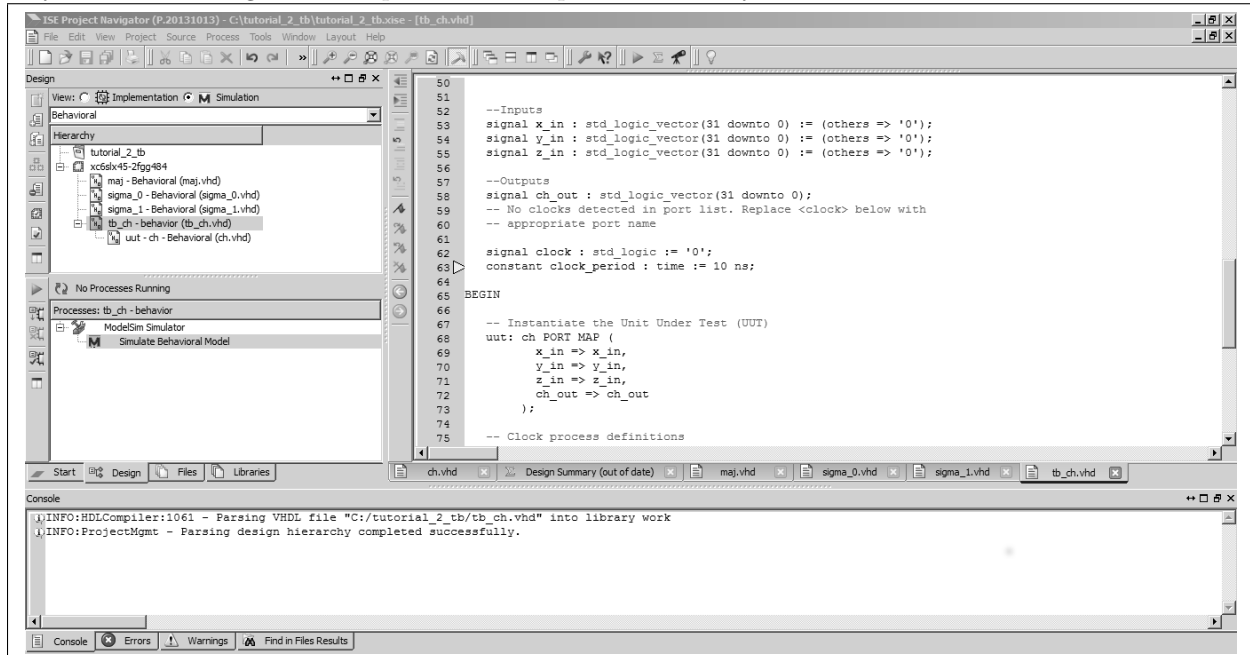 ISE Project Navigator (P.20131013) - C:\tutorial_2_tb\tutorial_2_tb.xise - [tb_ch.vhd]
File Edit View Project Source Process Tools Window Layout Help
Design
View: Implementation Simulation
Behavioral
Hierarchy
tutorial_2_tb
xc6slx45-2fgg484
maj - Behavioral (maj.vhd)
sigma_0 - Behavioral (sigma_0.vhd)
sigma_1 - Behavioral (sigma_1.vhd)
tb_ch - behavior (tb_ch.vhd)
uut - ch - Behavioral (ch.vhd)
No Processes Running
Processes: tb_ch - behavior
ModelSim Simulator
Simulate Behavioral Model
Start Design Files Libraries
50
51
52 --Inputs
53 signal x_in : std_logic_vector(31 downto 0) := (others => '0');
54 signal y_in : std_logic_vector(31 downto 0) := (others => '0');
55 signal z_in : std_logic_vector(31 downto 0) := (others => '0');
56
57 --Outputs
58 signal ch_out : std_logic_vector(31 downto 0);
59 -- No clocks detected in port list. Replace <clock> below with
60 -- appropriate port name
61
62 signal clock : std_logic := '0';
63 constant clock_period : time := 10 ns;
64
65 BEGIN
66
67 -- Instantiate the Unit Under Test (UUT)
68 uut: ch PORT MAP (
69 x_in => x_in,
70 y_in => y_in,
71 z_in => z_in,
72 ch_out => ch_out
73 );
74
75 -- Clock process definitions
ch.vhd Design Summary (out of date) maj.vhd sigma_0.vhd sigma_1.vhd tb_ch.vhd
Console
INFO:HDLCompiler:1061 - Parsing VHDL file "C:/tutorial_2_tb/tb_ch.vhd" into library work
INFO:ProjectMgmt - Parsing design hierarchy completed successfully.
Console Errors Warnings Find in Files Results